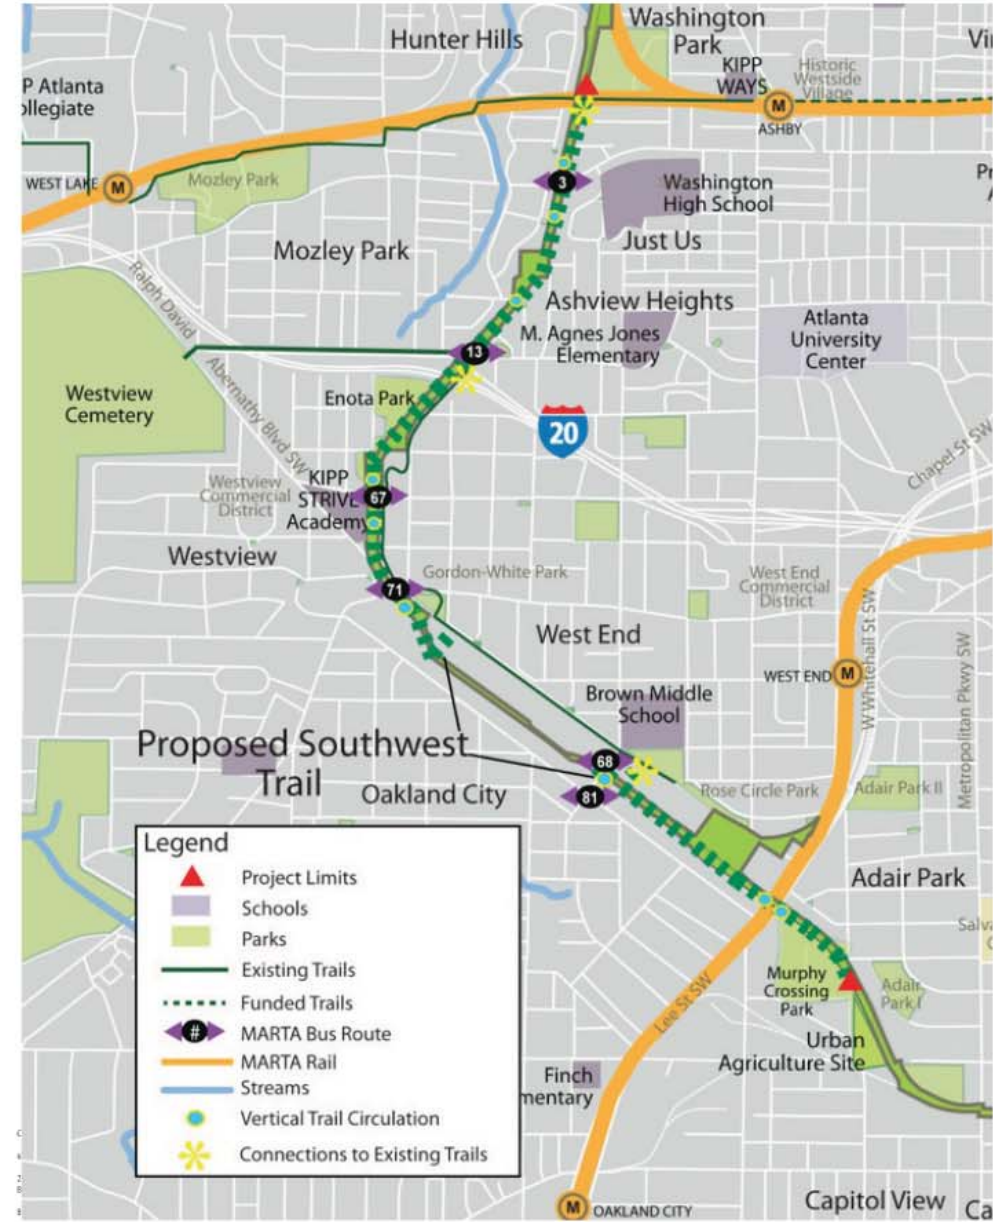 Hunter Hills
Washington
Park
Vi
KIPP
WAYS
Historic
Westside
Village
P Atlanta
ollegiate
M
ASHBY
WEST LAKE
M
Mozley Park
3
Washington
High School
Pr
A
Just Us
Mozley Park
Ralph David
Abernathy Blvd SW
Ashview Heights
M. Agnes Jones
Elementary
Atlanta
University
Center
13
Westview
Cemetery
Enota Park
20
Chapel St SW
Westview
Commercial
District
KIPP
STRIVE
Academy
67
Westview
71
Gordon-White Park
West End
Commercial
District
West End
WEST END
M
W Whitehall St SW
Metropolitan Pkwy SW
Brown Middle
School
Proposed Southwest
Trail
68
81
Oakland City
Rose Circle Park
Adair Park II
Adair Park
Salva
C
Legend
Project Limits
Schools
Parks
Existing Trails
Funded Trails
#
MARTA Bus Route
MARTA Rail
Streams
Vertical Trail Circulation
Connections to Existing Trails
Murphy
Crossing
Park
Adair
Park I
Lee St SW
Urban
Agriculture Site
Finch
mentary
M
OAKLAND CITY
Capitol View
Ca